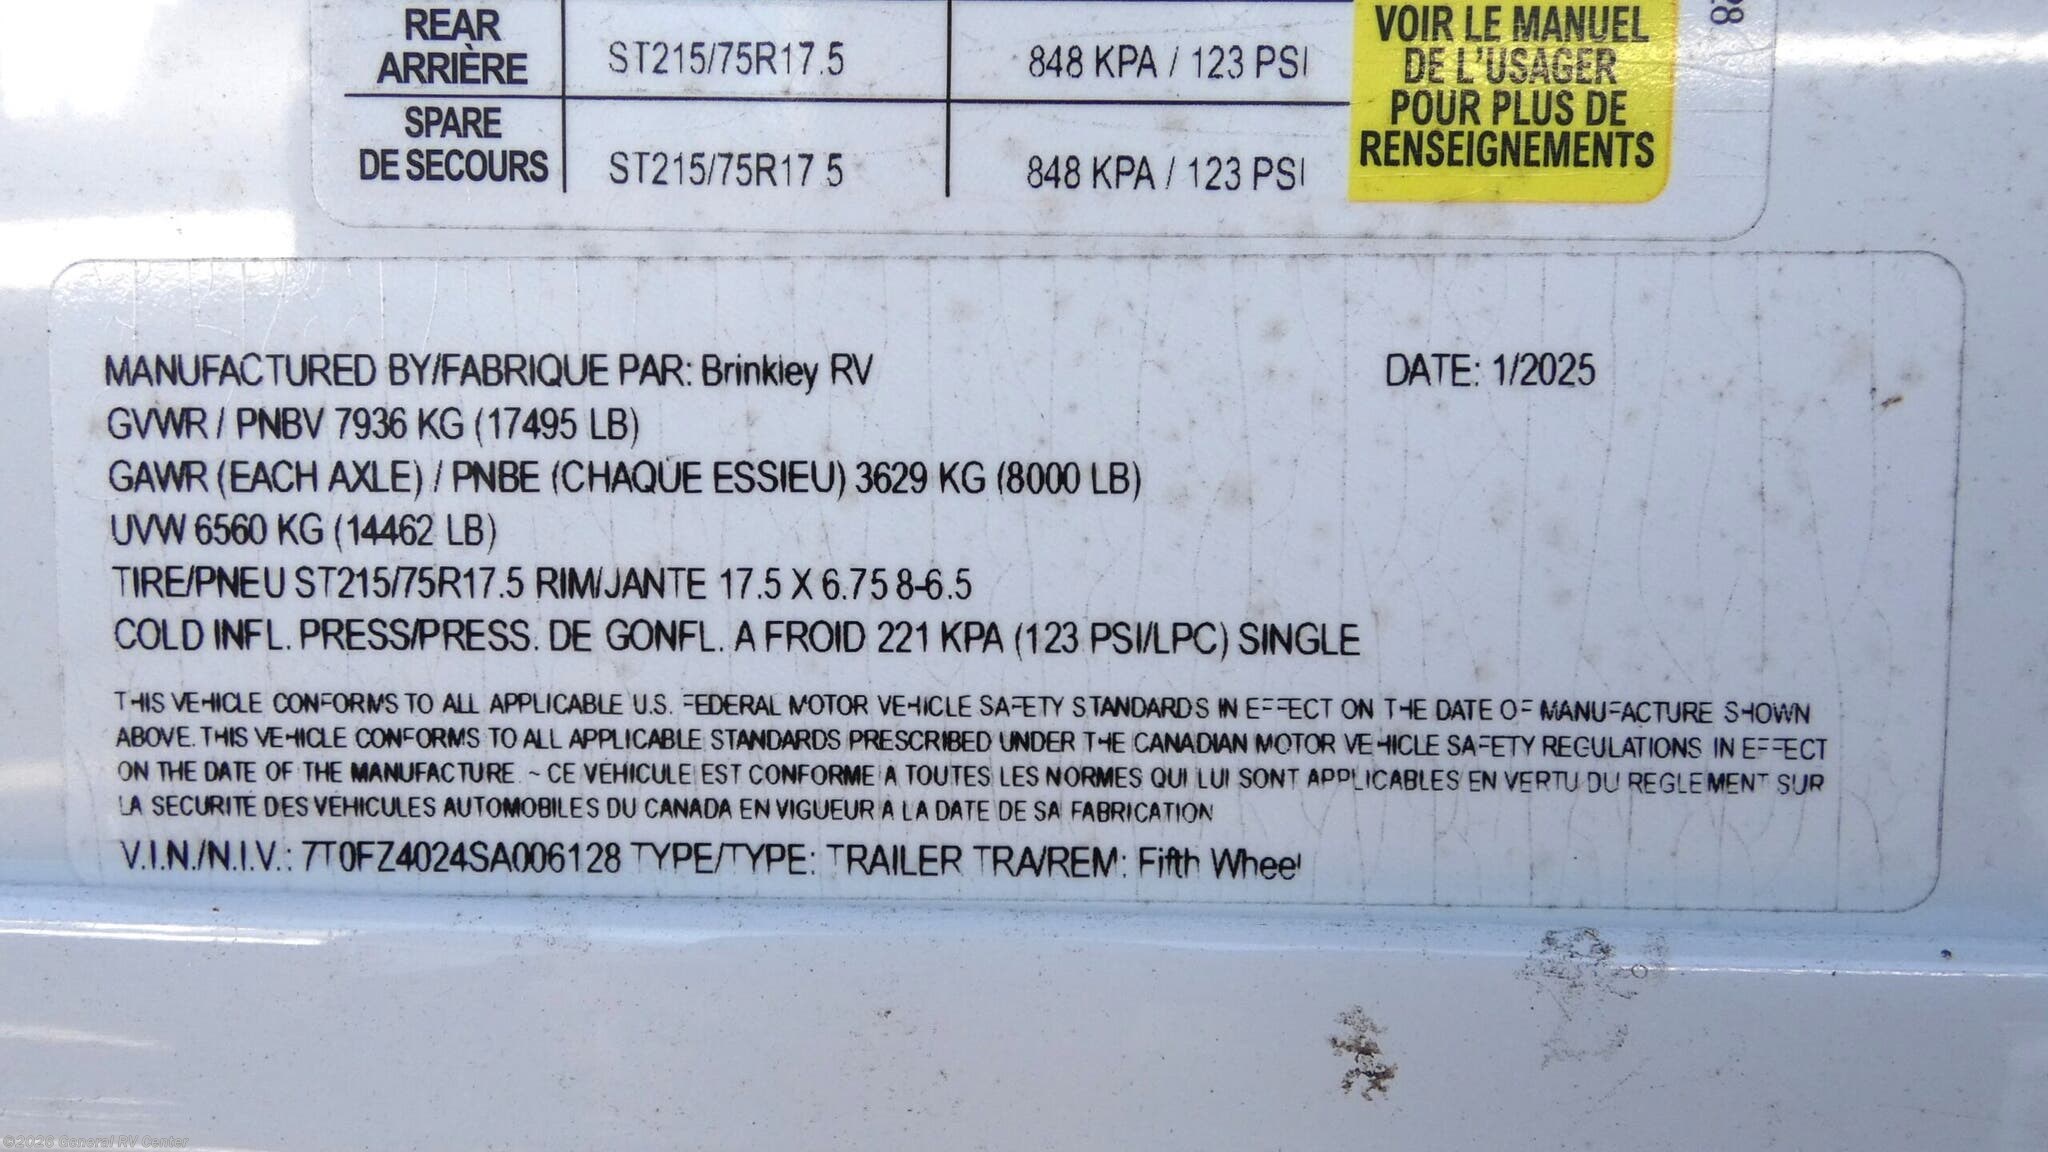 REAR
ARRIÈRE
ST215/75R17.5
848 KPA / 123 PSI
SPARE
DE SECOURS
ST215/75R17.5
848 KPA / 123 PSI
VOIR LE MANUEL
DE L'USAGER
POUR PLUS DE
RENSEIGNEMENTS
28
MANUFACTURED BY/FABRIQUE PAR: Brinkley RV
DATE: 1/2025
GVWR / PNBV 7936 KG (17495 LB)
GAWR (EACH AXLE) / PNBE (CHAQUE ESSIEU) 3629 KG (8000 LB)
UVW 6560 KG (14462 LB)
TIRE/PNEU ST215/75R17.5 RIM/JANTE 17.5 X 6.75 8-6.5
COLD INFL. PRESS/PRESS. DE GONFL. A FROID 221 KPA (123 PSI/LPC) SINGLE
THIS VEHICLE CONFORMS TO ALL APPLICABLE U.S. FEDERAL MOTOR VEHICLE SAFETY STANDARDS IN EFFECT ON THE DATE OF MANUFACTURE SHOWN
ABOVE. THIS VEHICLE CONFORMS TO ALL APPLICABLE STANDARDS PRESCRIBED UNDER THE CANADIAN MOTOR VEHICLE SAFETY REGULATIONS IN EFFECT
ON THE DATE OF THE MANUFACTURE. ~ CE VEHICULE EST CONFORME A TOUTES LES NORMES QUI LUI SONT APPLICABLES EN VERTU DU REGLEMENT SUR
LA SECURITE DES VEHICULES AUTOMOBILES DU CANADA EN VIGUEUR A LA DATE DE SA FABRICATION
V.I.N./N.I.V.: 7T0FZ4024SA006128 TYPE/TYPE: TRAILER TRA/REM: Fifth Wheel
©2026 General RV Center